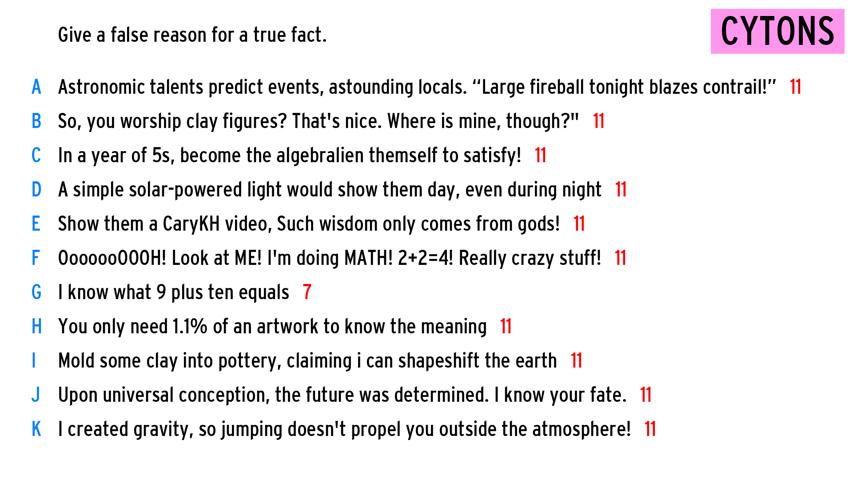 Give a false reason for a true fact.
CYTONS
A Astronomic talents predict events, astounding locals. “Large fireball tonight blazes contrail!” 11
B So, you worship clay figures? That's nice. Where is mine, though?" 11
C In a year of 5s, become the algebralien themself to satisfy! 11
D A simple solar-powered light would show them day, even during night 11
E Show them a CaryKH video, Such wisdom only comes from gods! 11
F OoooooOOOH! Look at ME! I'm doing MATH! 2+2=4! Really crazy stuff! 11
G I know what 9 plus ten equals 7
H You only need 1.1% of an artwork to know the meaning 11
I Mold some clay into pottery, claiming i can shapeshift the earth 11
J Upon universal conception, the future was determined. I know your fate. 11
K I created gravity, so jumping doesn't propel you outside the atmosphere! 11